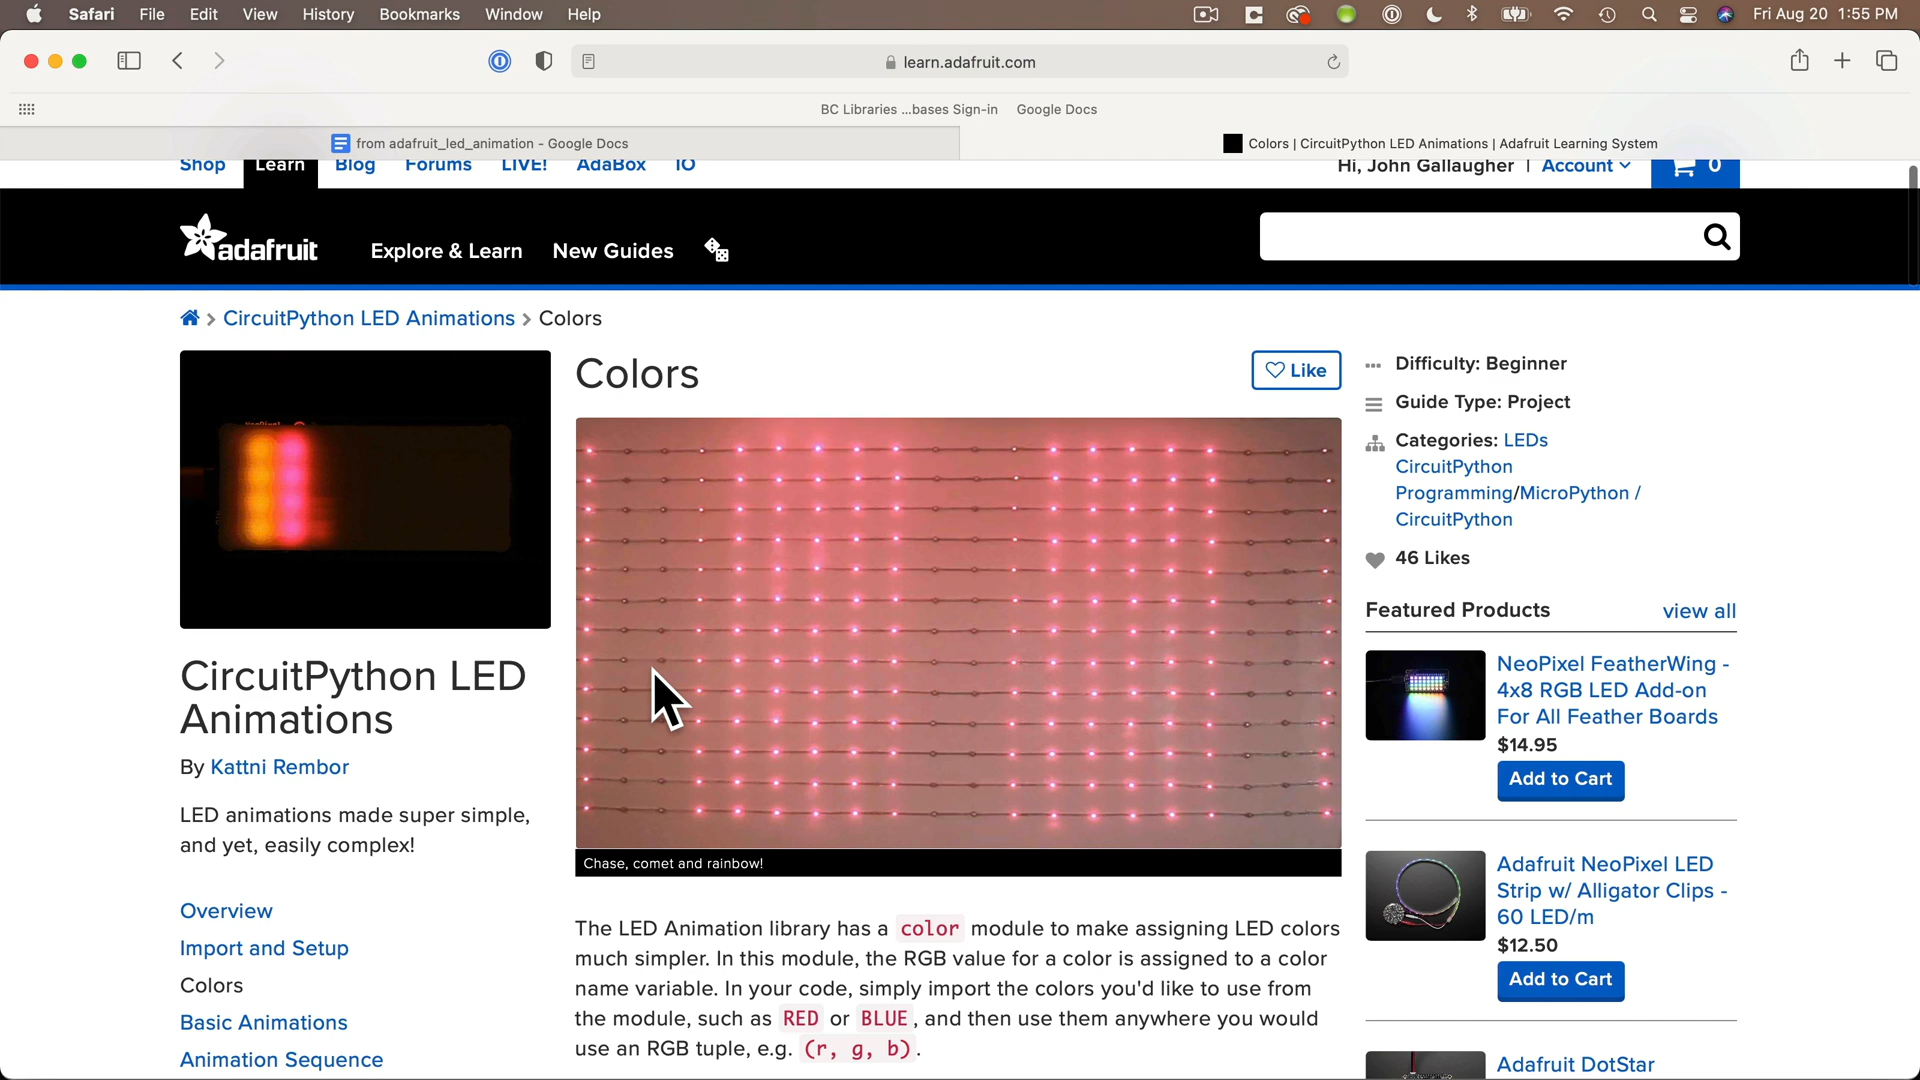 Safari File Edit View History Bookmarks Window Help
Fri Aug 20 1:55 PM
learn.adafruit.com
BC Libraries ...bases Sign-in Google Docs
from adafruit_led_animation - Google Docs
Colors | CircuitPython LED Animations | Adafruit Learning System
Shop Learn Blog Forums LIVE! AdaBox IO
Hi, John Gallaugher | Account 0
adafruit
Explore & Learn New Guides
CircuitPython LED Animations > Colors
Colors
Like
Chase, comet and rainbow!
The LED Animation library has a color module to make assigning LED colors
much simpler. In this module, the RGB value for a color is assigned to a color
name variable. In your code, simply import the colors you'd like to use from
the module, such as RED or BLUE, and then use them anywhere you would
use an RGB tuple, e.g. (r, g, b).
CircuitPython LED
Animations
By Kattni Rembor
LED animations made super simple,
and yet, easily complex!
Overview
Import and Setup
Colors
Basic Animations
Animation Sequence
Difficulty: Beginner
Guide Type: Project
Categories: LEDs
CircuitPython
Programming/MicroPython /
CircuitPython
46 Likes
Featured Products view all
NeoPixel FeatherWing -
4x8 RGB LED Add-on
For All Feather Boards
$14.95
Add to Cart
Adafruit NeoPixel LED
Strip w/ Alligator Clips -
60 LED/m
$12.50
Add to Cart
Adafruit DotStar